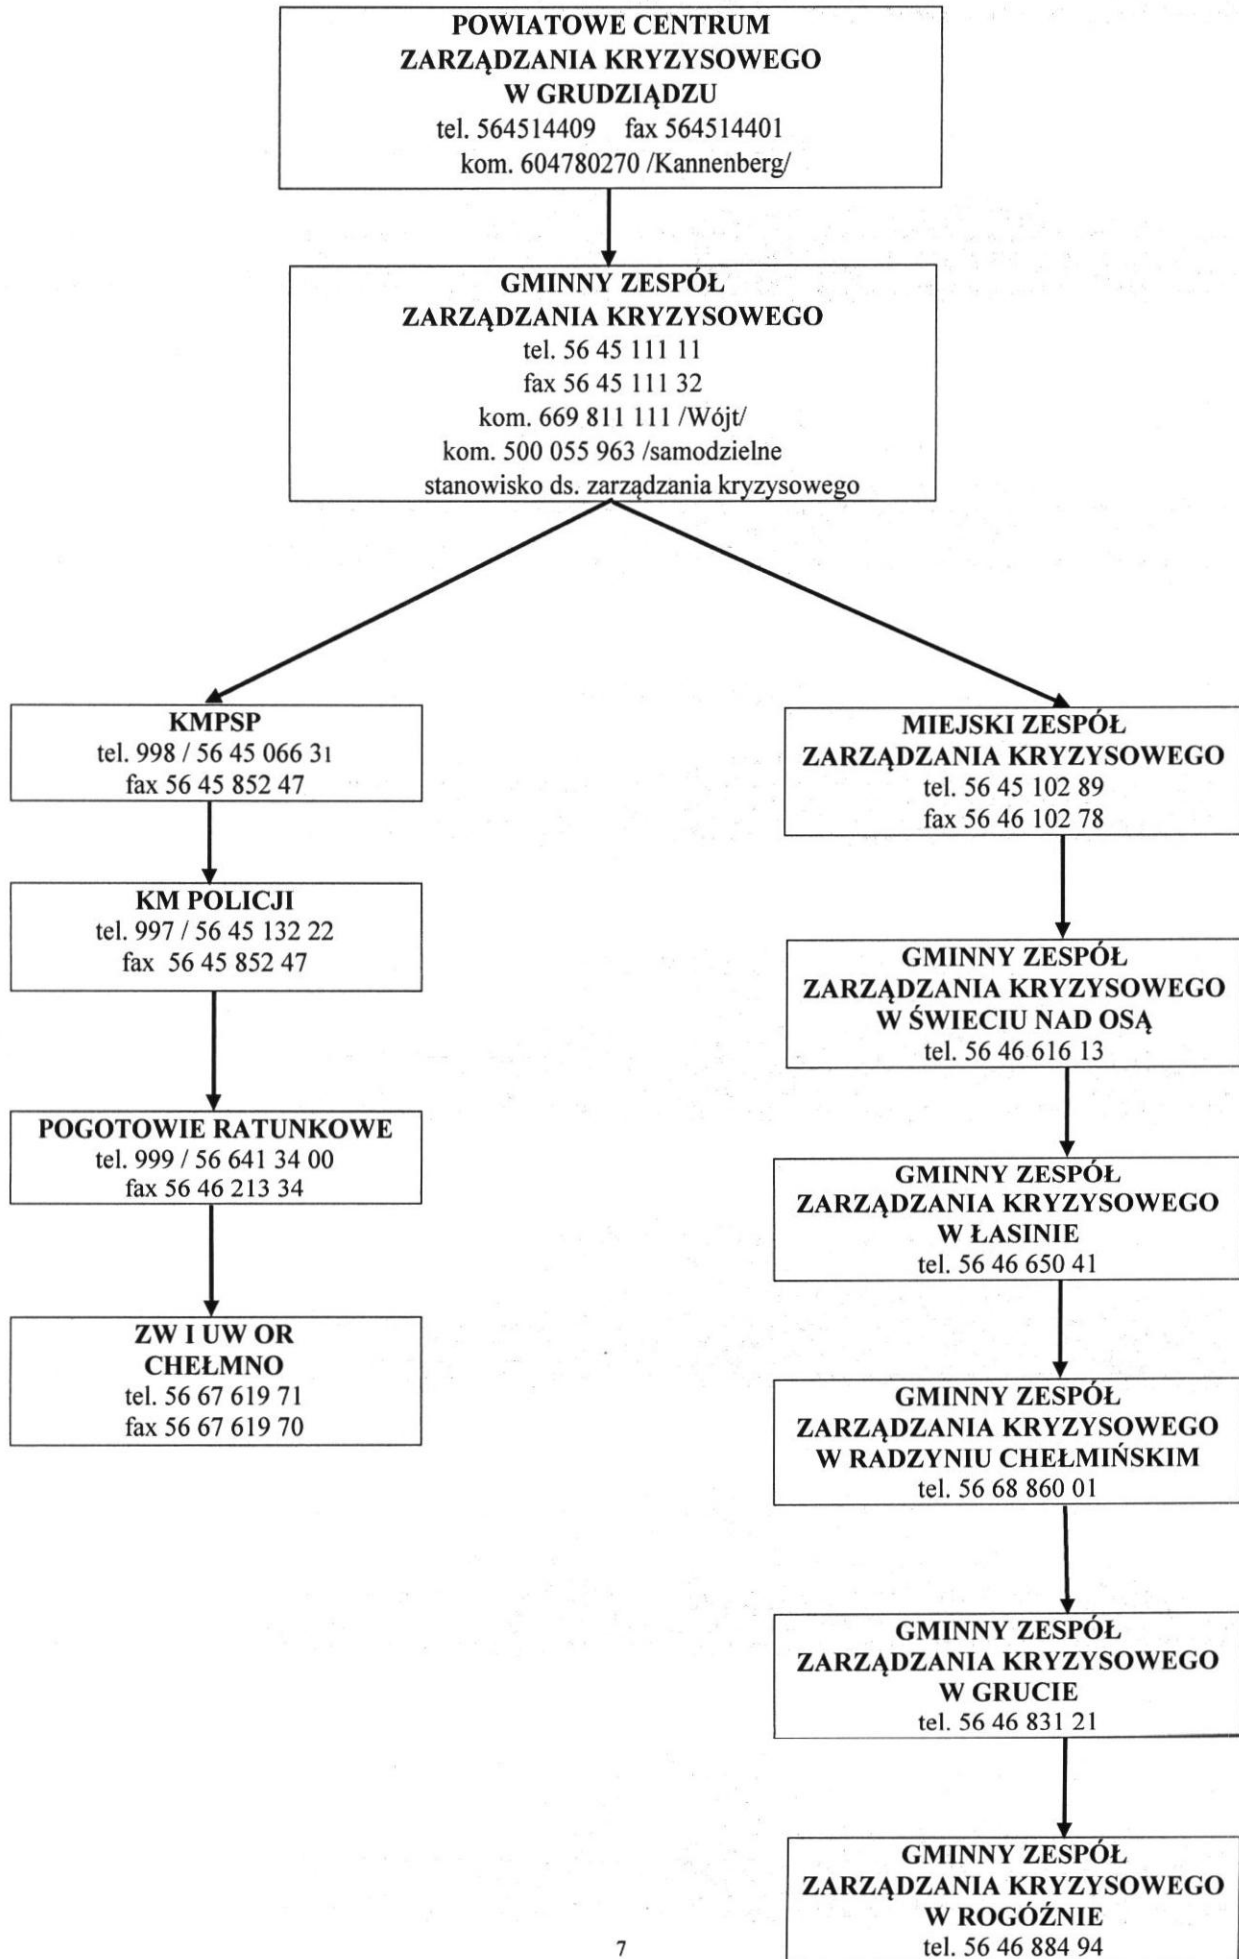 POWIATOWE CENTRUM
ZARZĄDZANIA KRYZYSOWEGO
W GRUDZIĄDZU
tel. 564514409 fax 564514401
kom. 604780270 /Kannenberg/
GMINNY ZESPÓŁ
ZARZĄDZANIA KRYZYSOWEGO
tel. 56 45 111 11
fax 56 45 111 32
kom. 669 811 111 /Wójt/
kom. 500 055 963 /samodzielne
stanowisko ds. zarządzania kryzysowego
KMPSP
tel. 998 / 56 45 066 31
fax 56 45 852 47
KM POLICJI
tel. 997 / 56 45 132 22
fax 56 45 852 47
POGOTOWIE RATUNKOWE
tel. 999 / 56 641 34 00
fax 56 46 213 34
ZW I UW OR
CHEŁMNO
tel. 56 67 619 71
fax 56 67 619 70
MIEJSKI ZESPÓŁ
ZARZĄDZANIA KRYZYSOWEGO
tel. 56 45 102 89
fax 56 46 102 78
GMINNY ZESPÓŁ
ZARZĄDZANIA KRYZYSOWEGO
W ŚWIECIU NAD OSĄ
tel. 56 46 616 13
GMINNY ZESPÓŁ
ZARZĄDZANIA KRYZYSOWEGO
W ŁASINIE
tel. 56 46 650 41
GMINNY ZESPÓŁ
ZARZĄDZANIA KRYZYSOWEGO
W RADZYNIU CHEŁMIŃSKIM
tel. 56 68 860 01
GMINNY ZESPÓŁ
ZARZĄDZANIA KRYZYSOWEGO
W GRUCIE
tel. 56 46 831 21
GMINNY ZESPÓŁ
ZARZĄDZANIA KRYZYSOWEGO
W ROGÓŹNIE
tel. 56 46 884 94
7